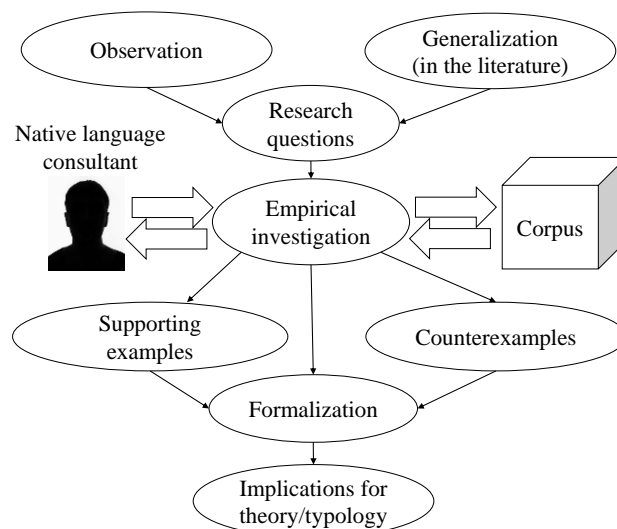 Observation
Generalization
(in the literature)
Research
questions
Native language
consultant
Empirical
investigation
Corpus
Supporting
examples
Counterexamples
Formalization
Implications for
theory/typology